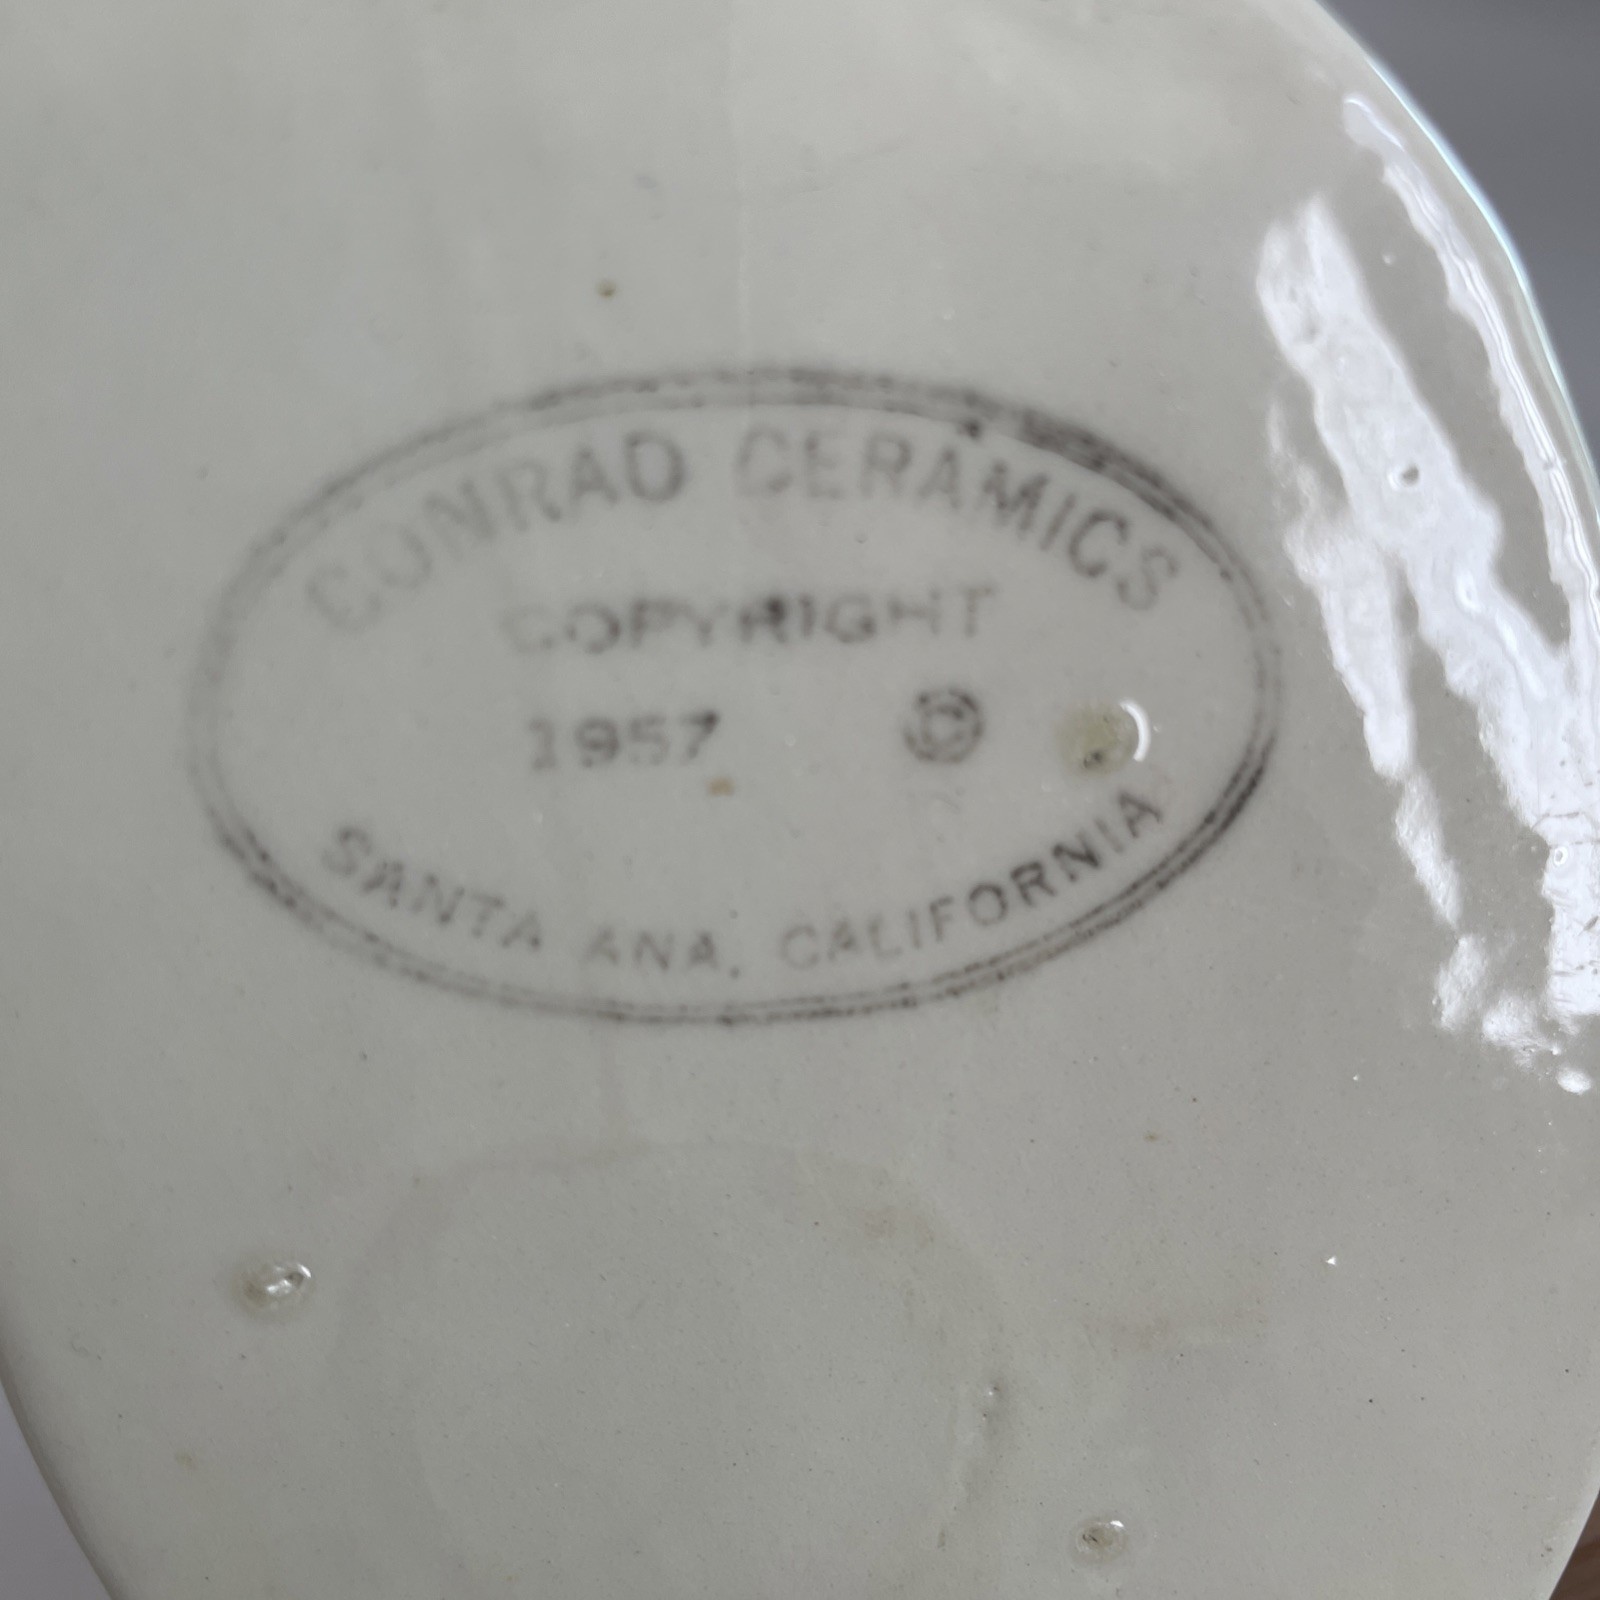 CONRAD CERAMICS
COPYRIGHT
1957 ©
SANTA ANA, CALIFORNIA